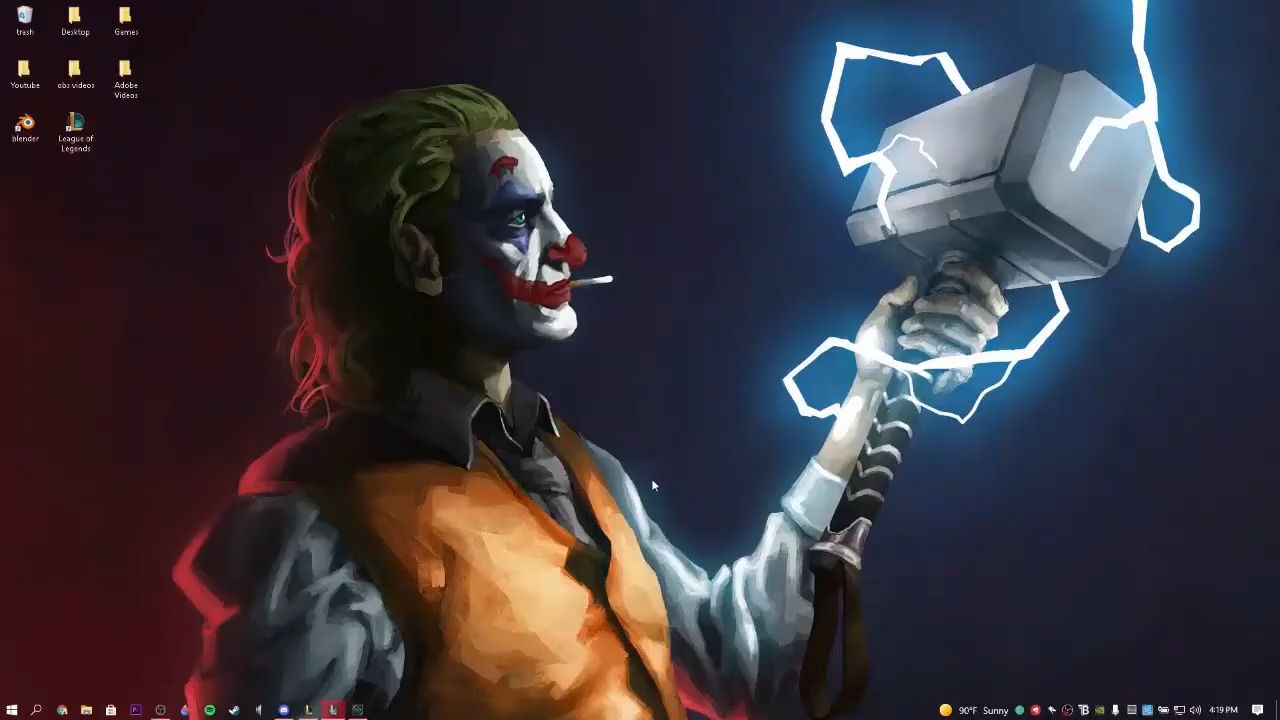 trash
Desktop
Games
Youtube
obs videos
Adobe
Videos
blender
League of
Legends
90°F Sunny
4:19 PM